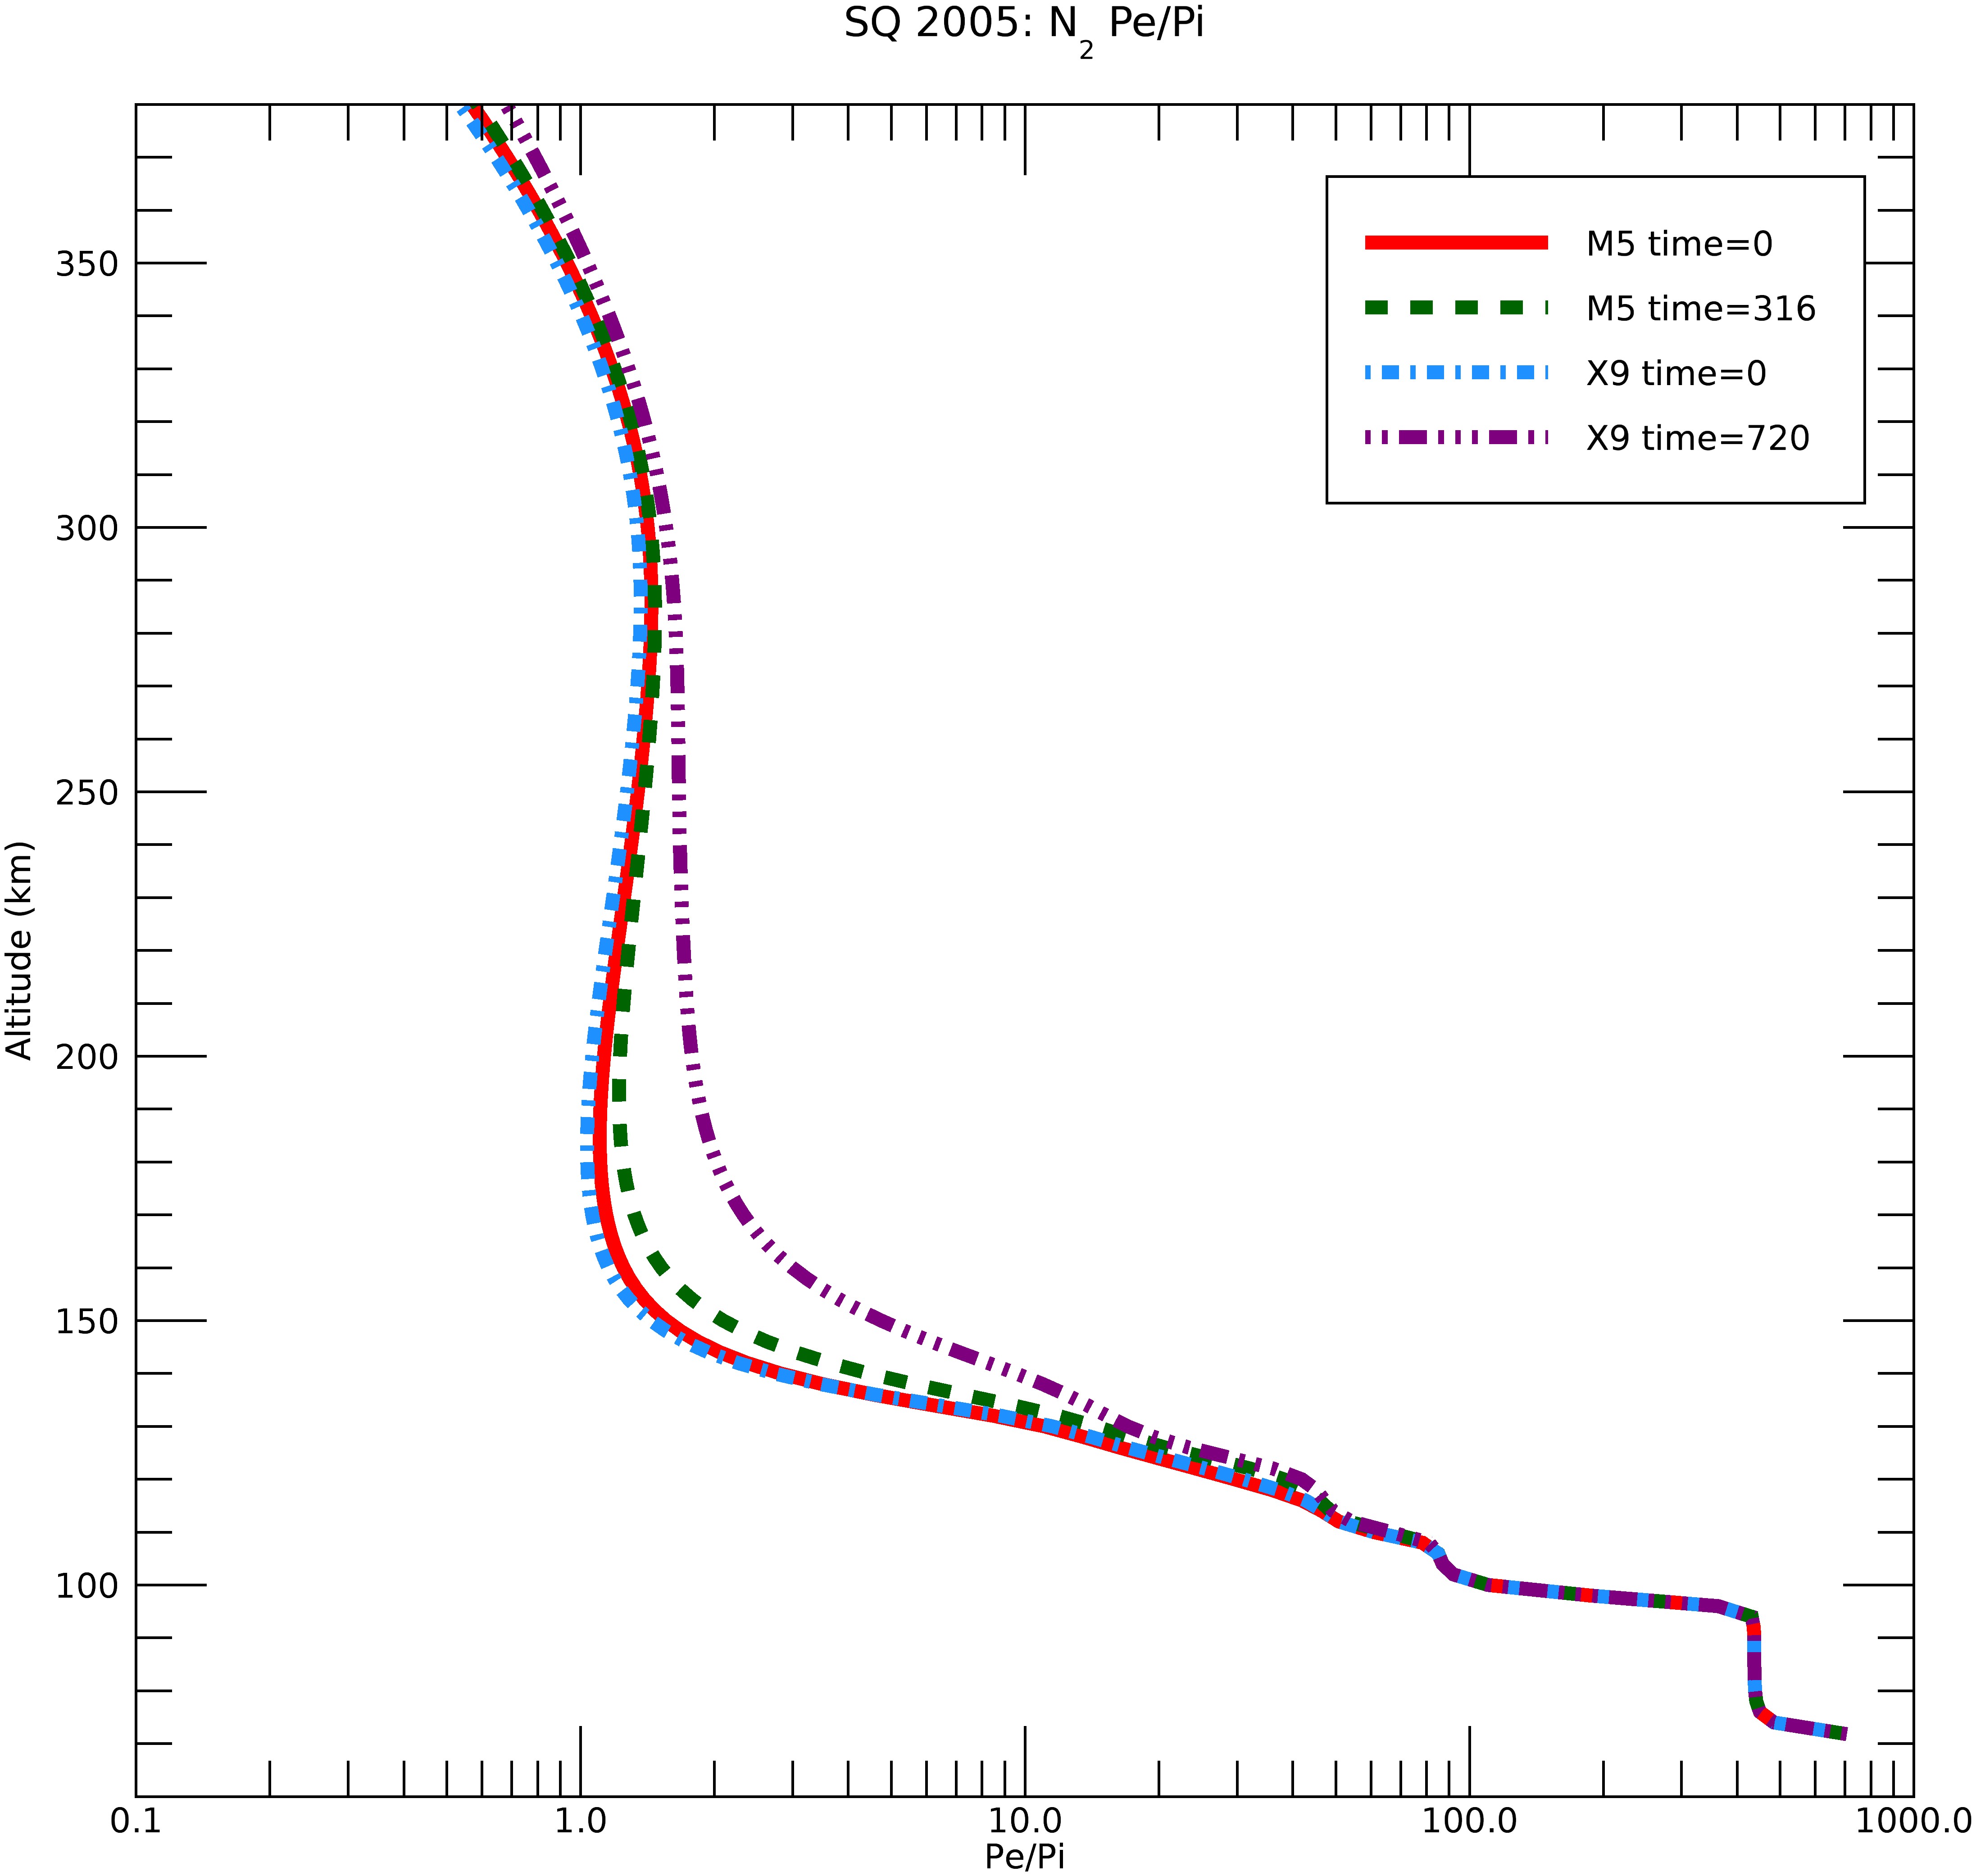 SQ 2005: N2 Pe/Pi
M5 time=0
M5 time=316
X9 time=0
X9 time=720
Altitude (km)
350
300
250
200
150
100
0.1 1.0 10.0 100.0 1000.0
Pe/Pi